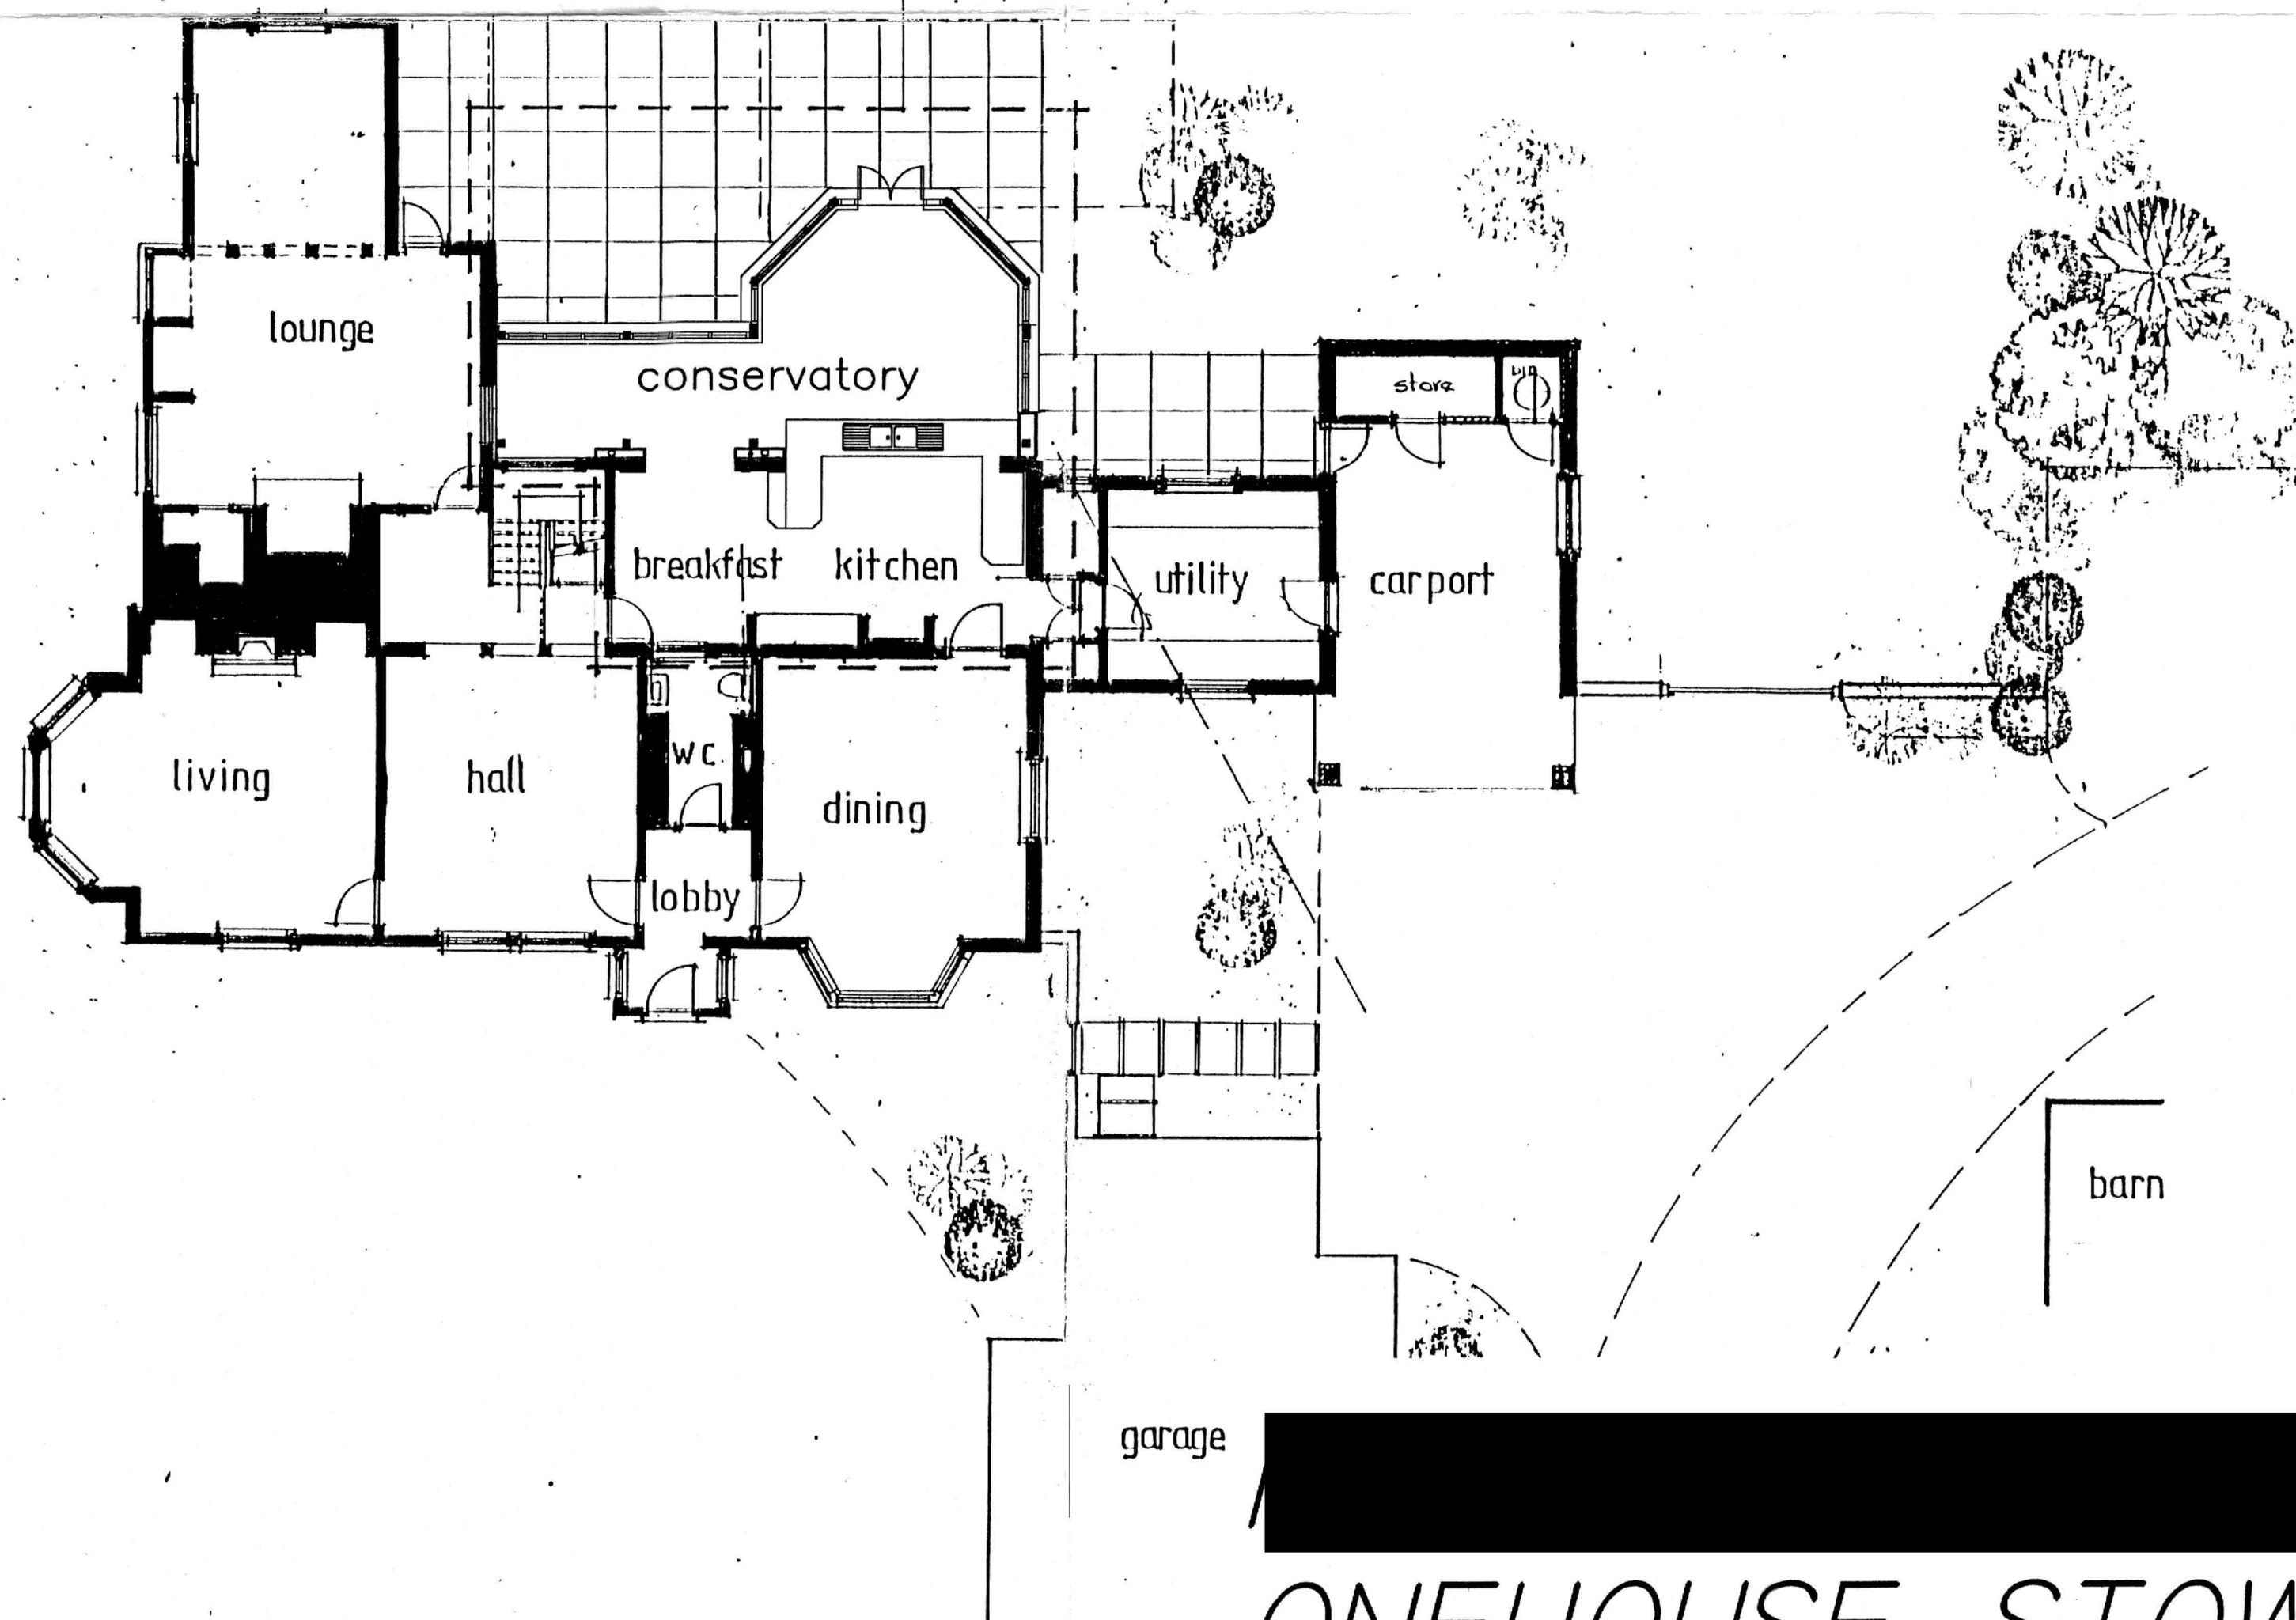 lounge
conservatory
store
bin
breakfast
kitchen
utility
carport
living
hall
wc
dining
lobby
barn
garage
ONEHOUSE STOW